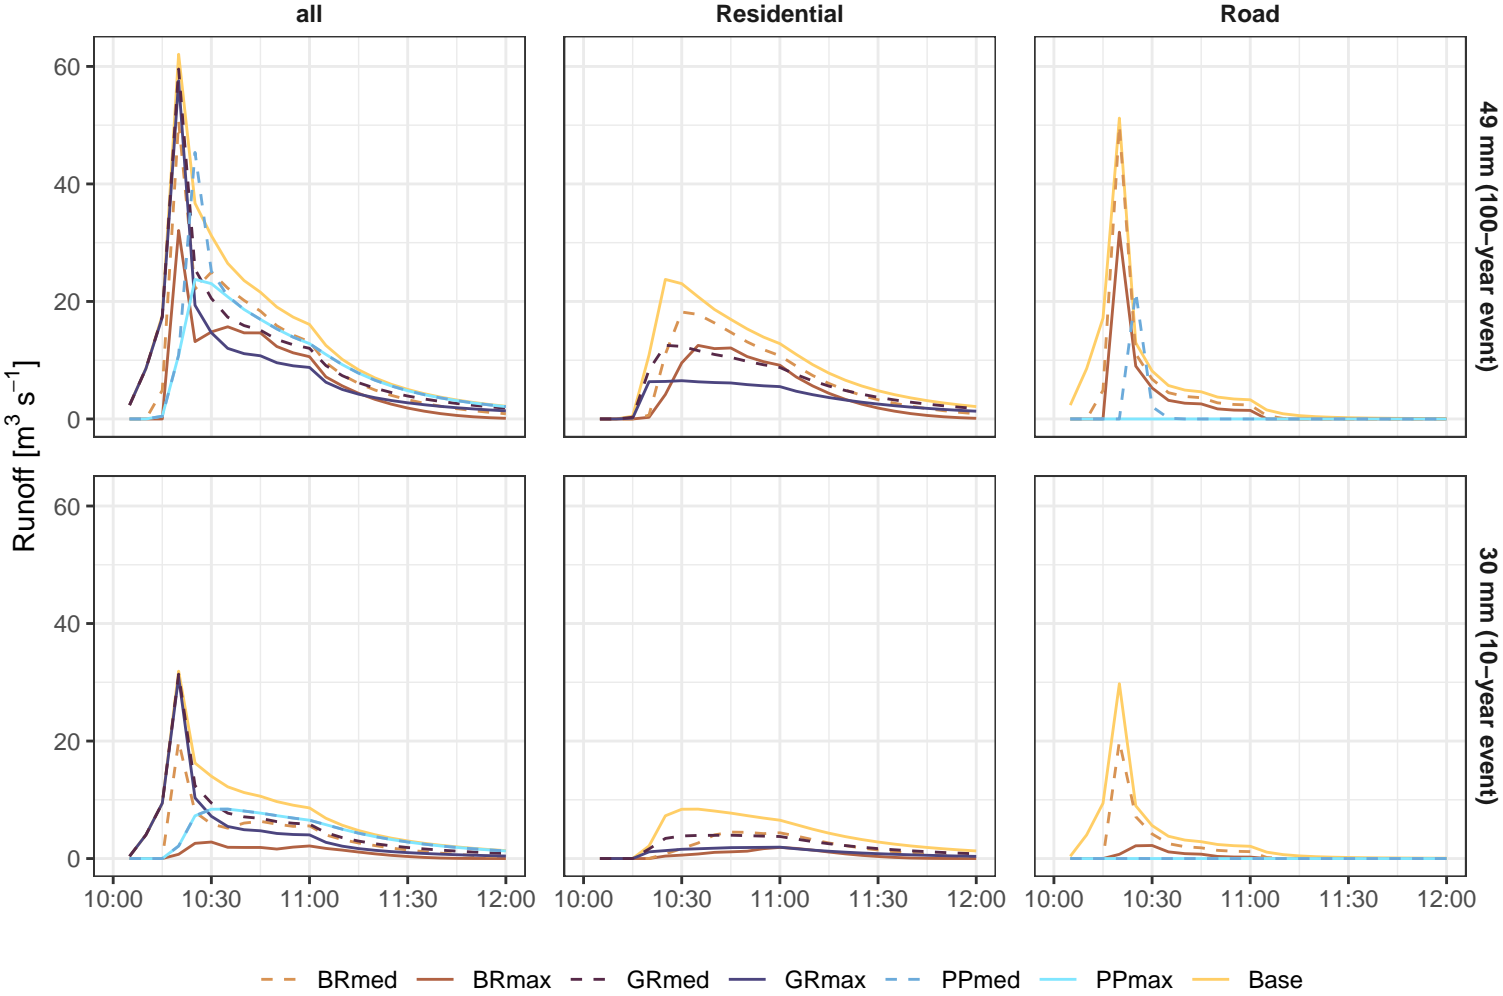 all Residential Road
60
40
20
0
49 mm (100−year event)
Runoff [m³ s⁻¹]
60
40
20
0
30 mm (10−year event)
10:00 10:30 11:00 11:30 12:00 10:00 10:30 11:00 11:30 12:00 10:00 10:30 11:00 11:30 12:00
BRmed BRmax GRmed GRmax PPmed PPmax Base